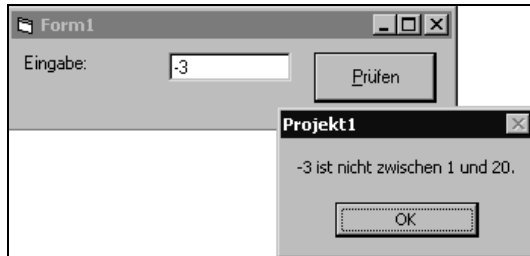 Form1
Eingabe:
-3
Prüfen
Projekt1
-3 ist nicht zwischen 1 und 20.
OK